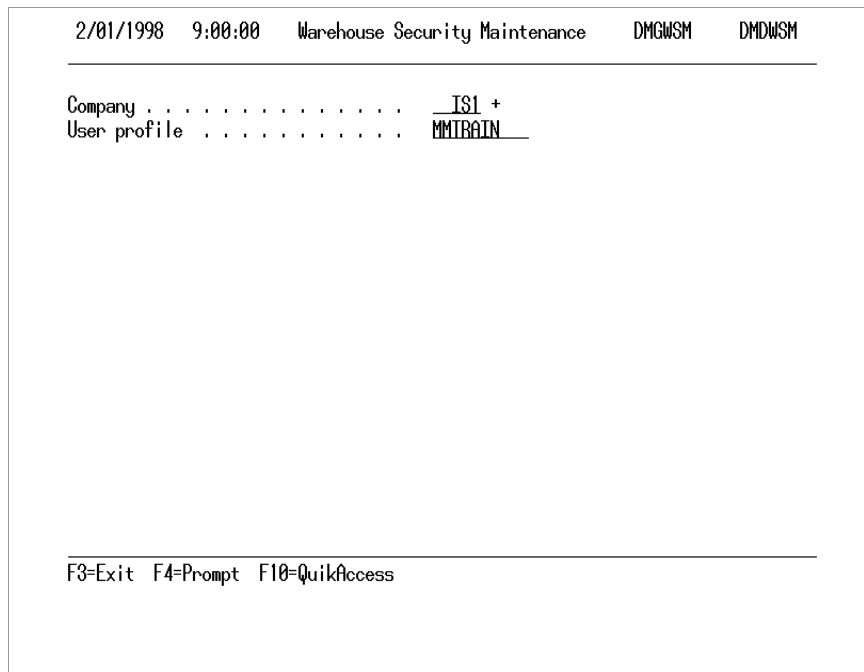 2/01/1998 9:00:00 Warehouse Security Maintenance DMGWSM DMDWSM
Company . . . . . . . . . . . . . . IS1 +
User profile . . . . . . . . . . . MMTRAIN
F3=Exit F4=Prompt F10=QuikAccess